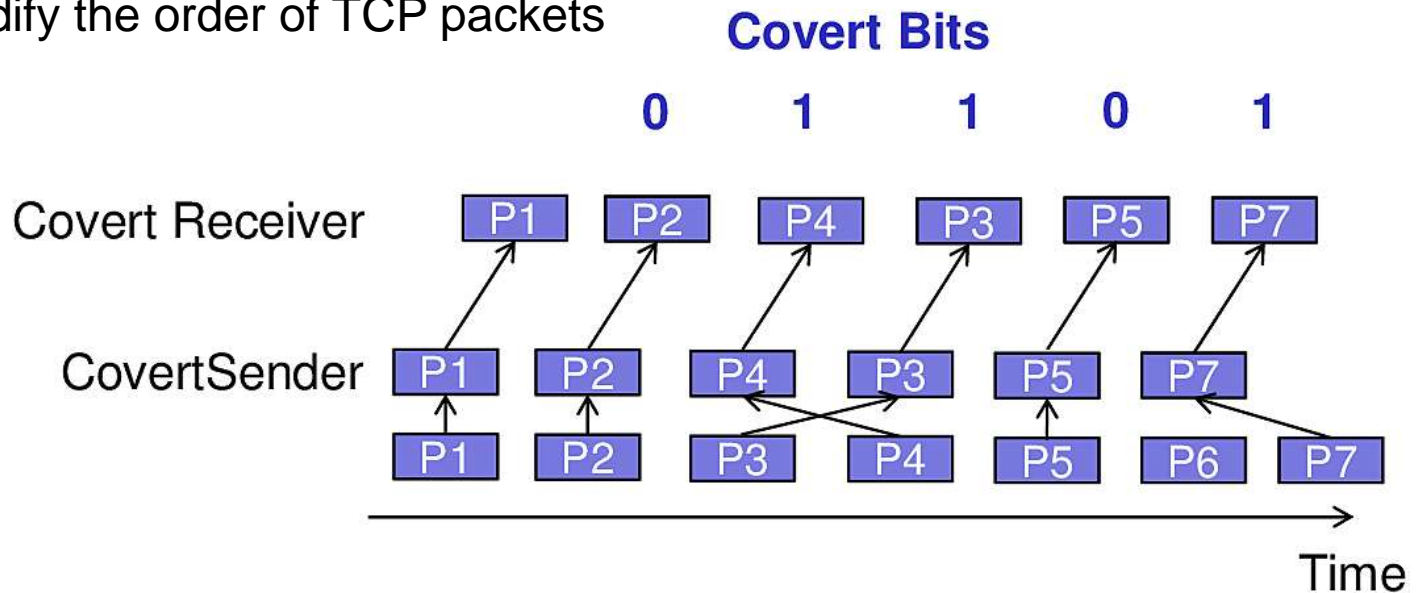 dify the order of TCP packets
Covert Bits
0 1 1 0 1
Covert Receiver P1 P2 P4 P3 P5 P7
CovertSender P1 P2 P4 P3 P5 P7
P1 P2 P3 P4 P5 P6 P7
Time